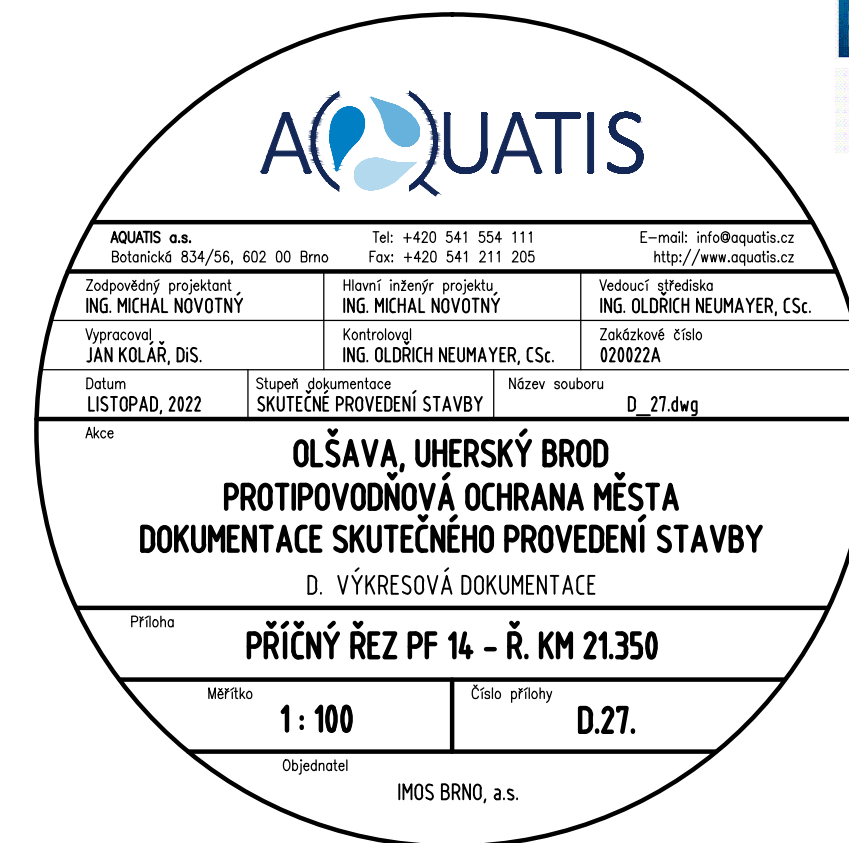 AQUATIS
AQUATIS a.s. Tel: +420 541 554 111 E-mail: info@aquatis.cz
Botanická 834/56, 602 00 Brno Fax: +420 541 211 205 http://www.aquatis.cz
Zodpovědný projektant Hlavní inženýr projektu Vedoucí střediska
ING. MICHAL NOVOTNÝ ING. MICHAL NOVOTNÝ ING. OLDŘICH NEUMAYER, CSc.
Vypracoval Kontroloval Zakázkové číslo
JAN KOLÁŘ, DiS. ING. OLDŘICH NEUMAYER, CSc. 020022A
Datum Stupeň dokumentace Název souboru
LISTOPAD, 2022 SKUTEČNÉ PROVEDENÍ STAVBY D_27.dwg
Akce
OLŠAVA, UHERSKÝ BROD
PROTIPOVODŇOVÁ OCHRANA MĚSTA
DOKUMENTACE SKUTEČNÉHO PROVEDENÍ STAVBY
D. VÝKRESOVÁ DOKUMENTACE
Příloha
PŘÍČNÝ ŘEZ PF 14 - Ř. KM 21.350
Měřítko Číslo přílohy
1 : 100 D.27.
Objednatel
IMOS BRNO, a.s.